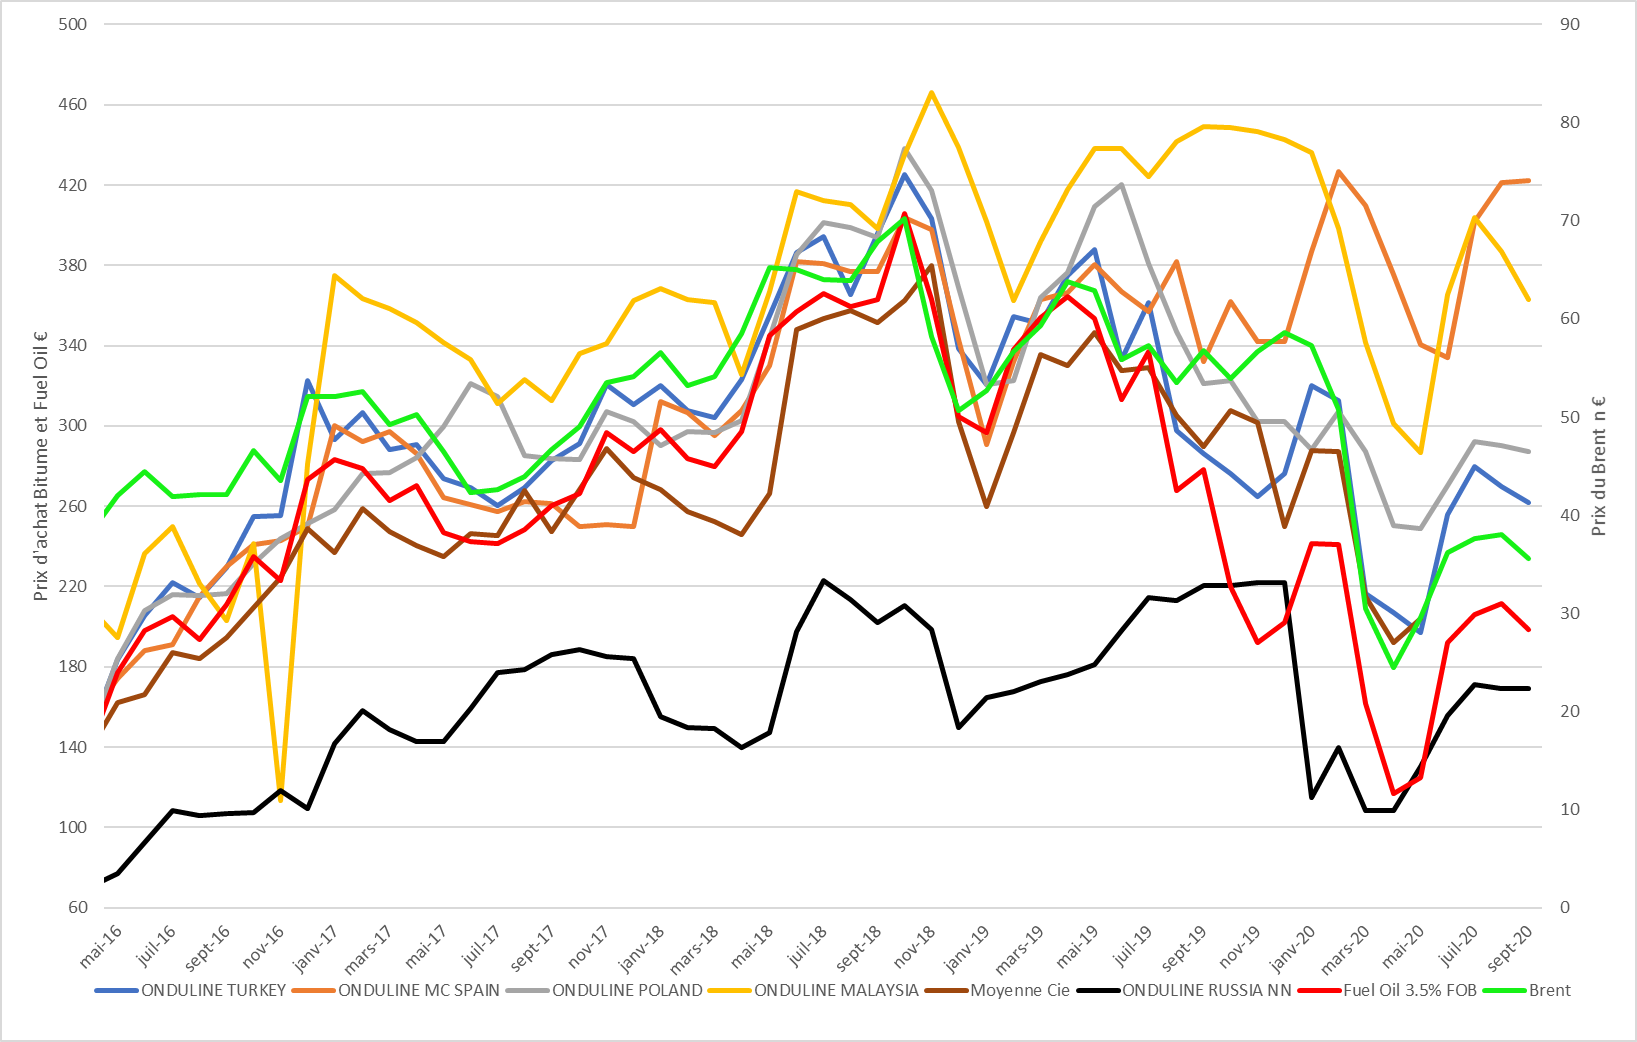 500
460
420
380
340
300
260
220
180
140
100
60
Prix d'achat Bitume et Fuel Oil €
90
80
70
60
50
40
30
20
10
0
Prix du Brent n €
mai-16
juil-16
sept-16
nov-16
janv-17
mars-17
mai-17
juil-17
sept-17
nov-17
janv-18
mars-18
mai-18
juil-18
sept-18
nov-18
janv-19
mars-19
mai-19
juil-19
sept-19
nov-19
janv-20
mars-20
mai-20
juil-20
sept-20
ONDULINE TURKEY ONDULINE MC SPAIN ONDULINE POLAND ONDULINE MALAYSIA Moyenne Cie ONDULINE RUSSIA NN Fuel Oil 3.5% FOB Brent